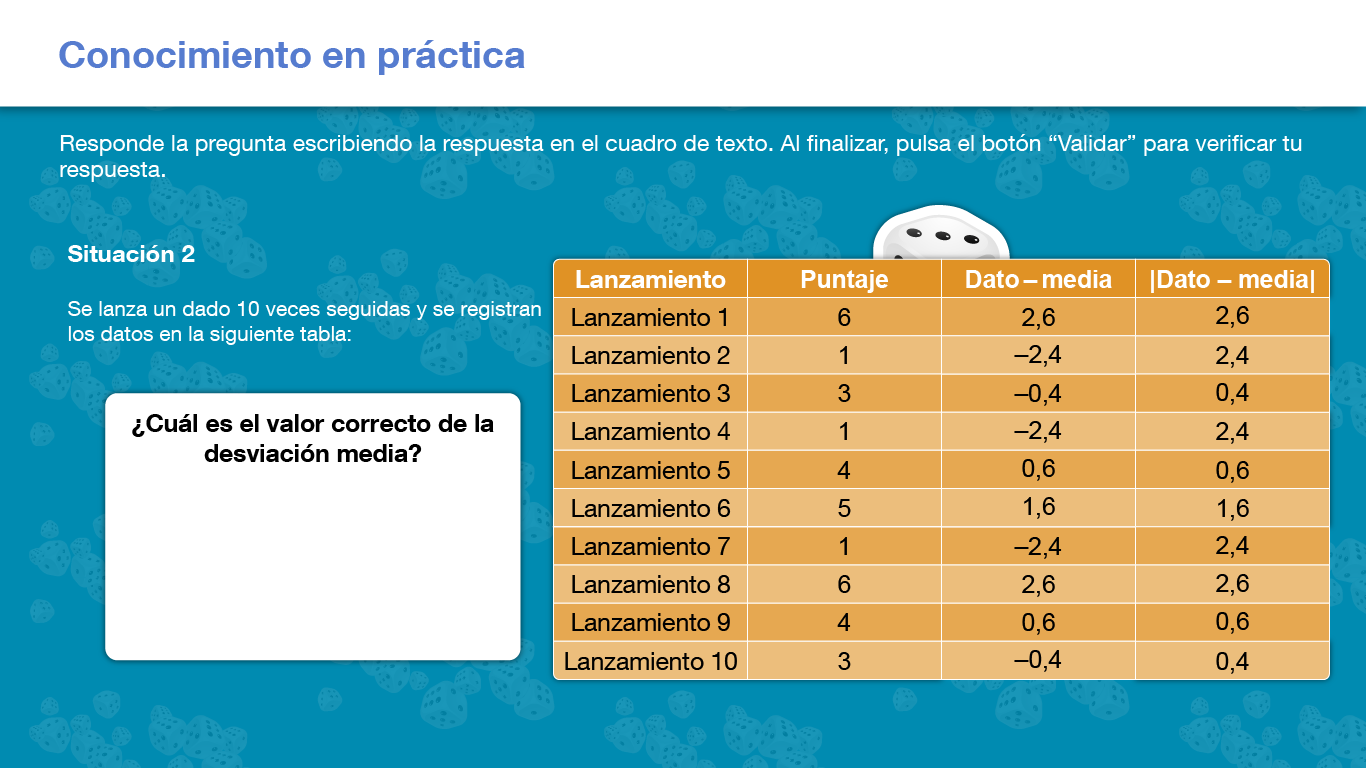 Conocimiento en práctica
Responde la pregunta escribiendo la respuesta en el cuadro de texto. Al finalizar, pulsa el botón “Validar” para verificar tu
respuesta.
Situación 2
Se lanza un dado 10 veces seguidas y se registran
los datos en la siguiente tabla:
¿Cuál es el valor correcto de la
desviación media?
Lanzamiento Puntaje Dato – media |Dato – media|
Lanzamiento 1 6 2,6 2,6
Lanzamiento 2 1 –2,4 2,4
Lanzamiento 3 3 –0,4 0,4
Lanzamiento 4 1 –2,4 2,4
Lanzamiento 5 4 0,6 0,6
Lanzamiento 6 5 1,6 1,6
Lanzamiento 7 1 –2,4 2,4
Lanzamiento 8 6 2,6 2,6
Lanzamiento 9 4 0,6 0,6
Lanzamiento 10 3 –0,4 0,4